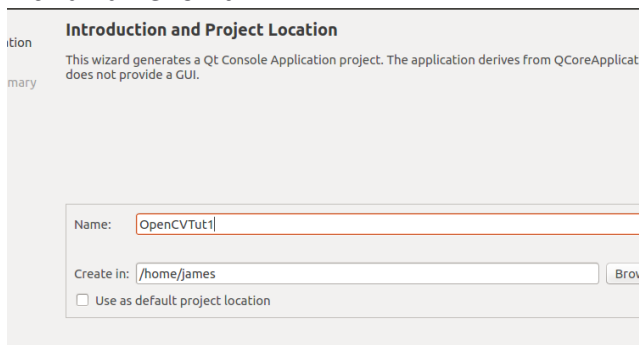 Introduction and Project Location
This wizard generates a Qt Console Application project. The application derives from QCoreApplicat
does not provide a GUI.
ation
mary
Name: OpenCVTut1
Create in: /home/james Brow
Use as default project location